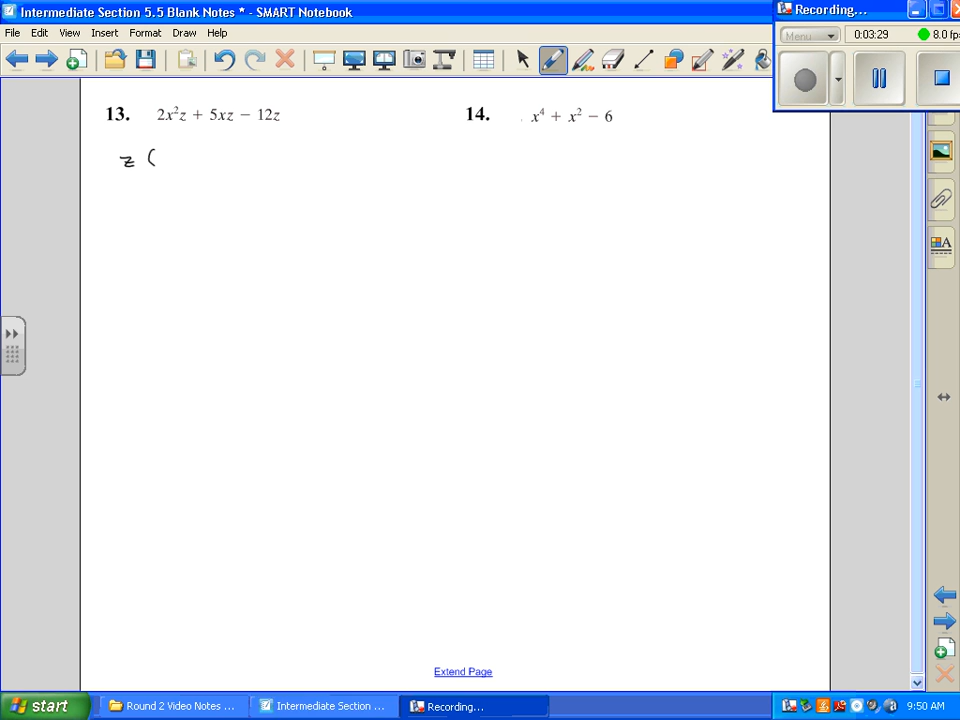 Intermediate Section 5.5 Blank Notes * - SMART Notebook
Recording...
File Edit View Insert Format Draw Help
Menu
0:03:29
8.0 fps
13. 2x²z + 5xz − 12z
14. x⁴ + x² − 6
z (
Extend Page
start
Round 2 Video Notes ...
Intermediate Section ...
Recording...
9:50 AM